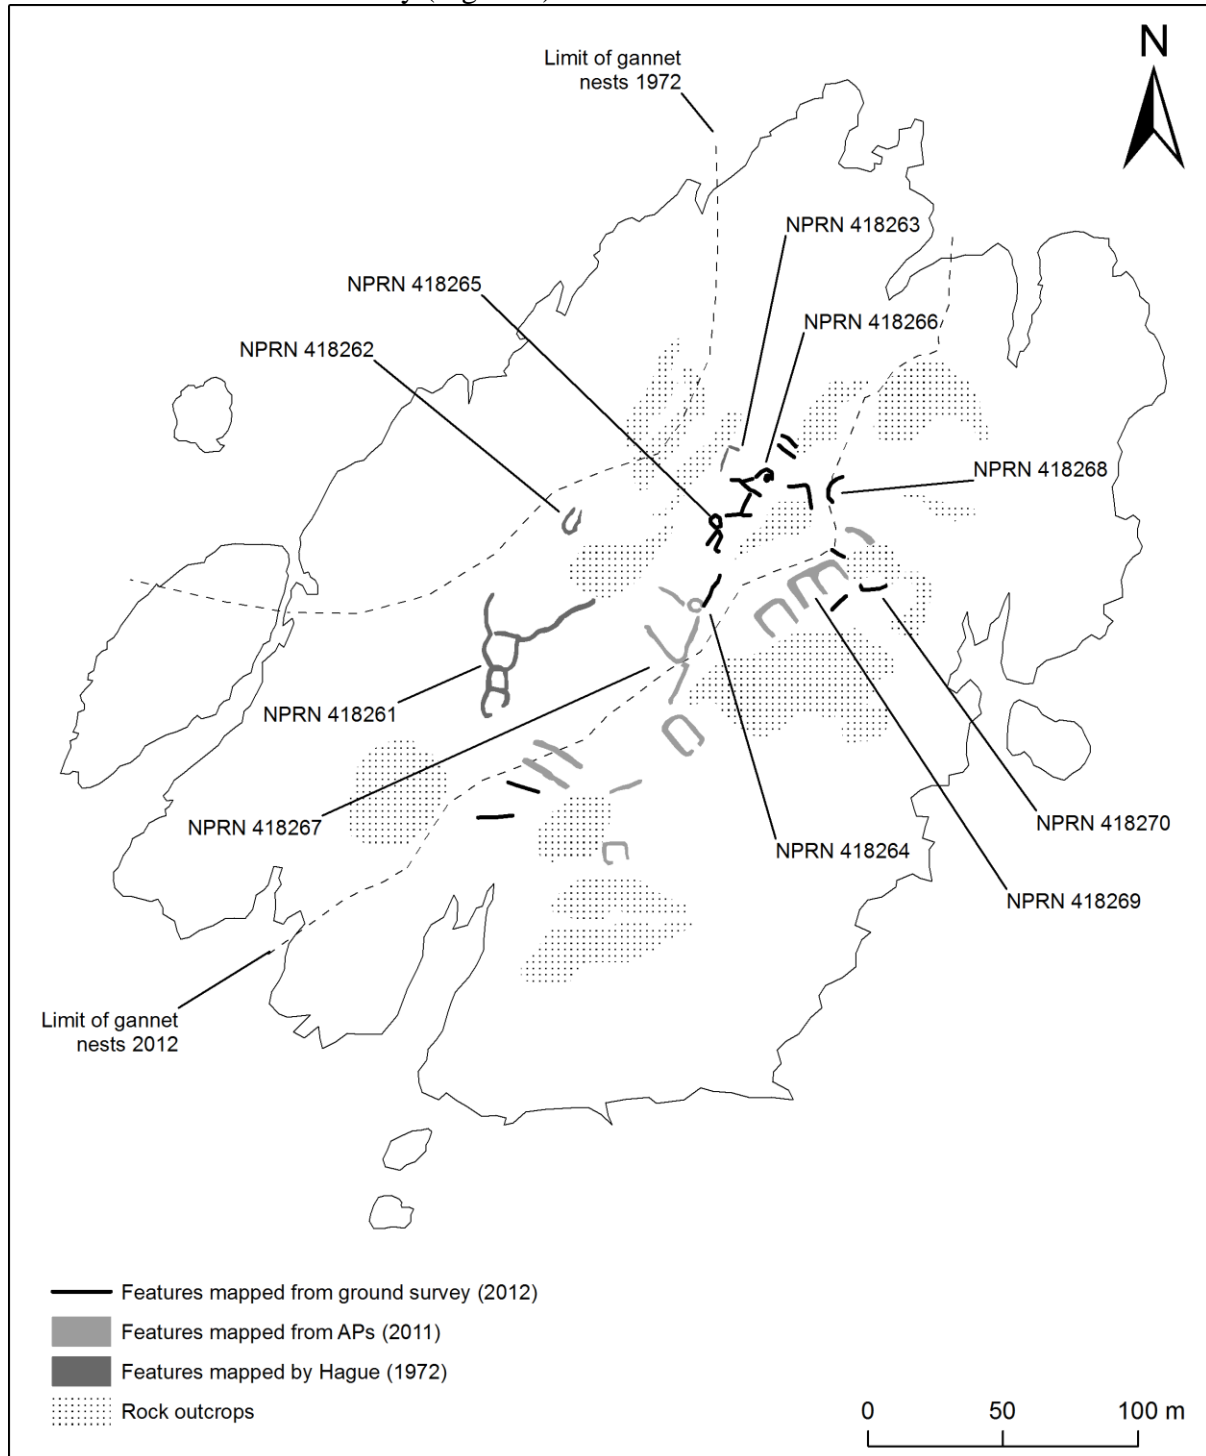 Limit of gannet
nests 1972
N
NPRN 418263
NPRN 418265
NPRN 418266
NPRN 418262
NPRN 418268
NPRN 418261
NPRN 418267
NPRN 418264
NPRN 418270
NPRN 418269
Limit of gannet
nests 2012
Features mapped from ground survey (2012)
Features mapped from APs (2011)
Features mapped by Hague (1972)
Rock outcrops
0 50 100 m